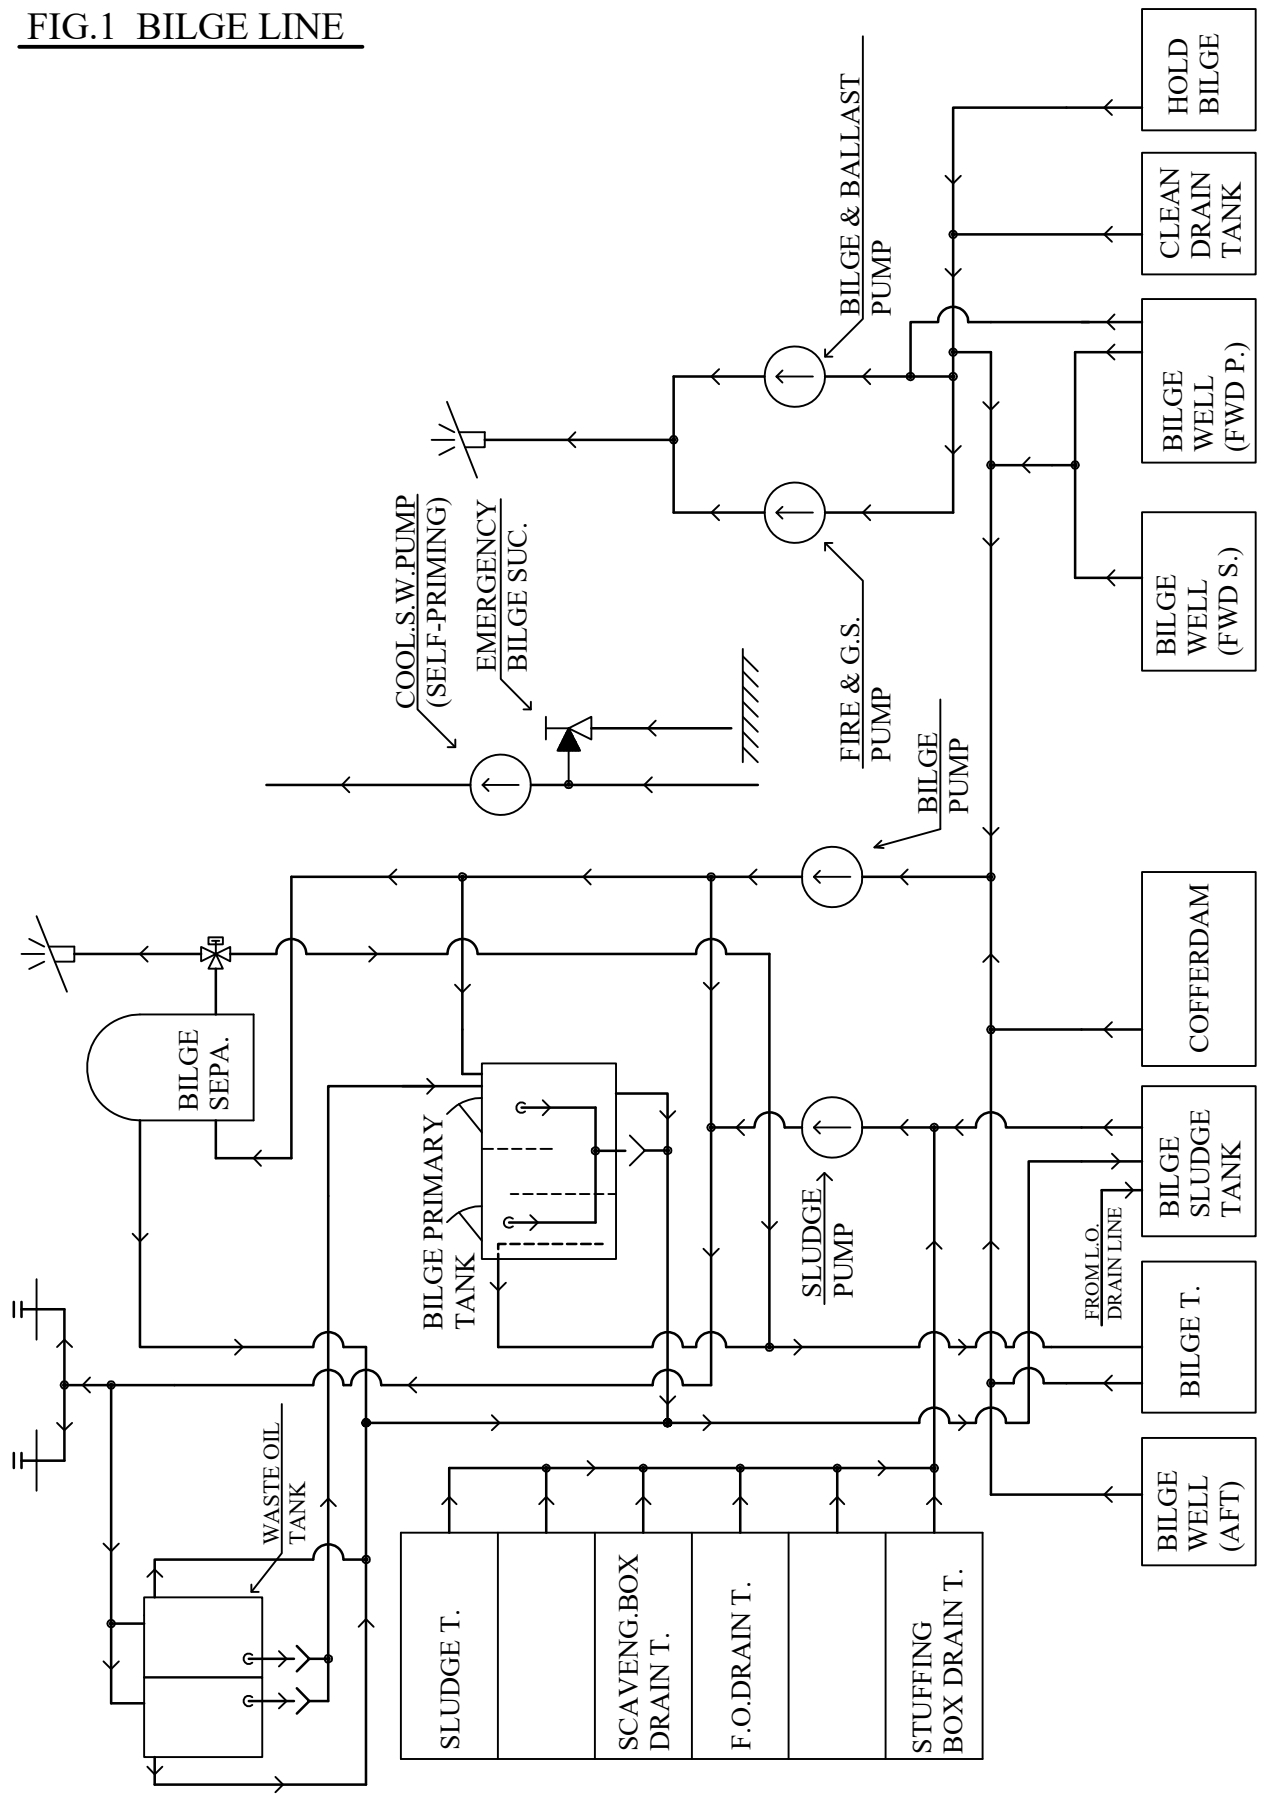 FIG.1 BILGE LINE
HOLD
BILGE
CLEAN
DRAIN
TANK
BILGE
WELL
(FWD P.)
BILGE
WELL
(FWD S.)
BILGE & BALLAST
PUMP
COOL.S.W.PUMP
(SELF-PRIMING)
EMERGENCY
BILGE SUC.
FIRE & G.S.
PUMP
BILGE
PUMP
COFFERDAM
BILGE
SEPA.
BILGE PRIMARY
TANK
BILGE
SLUDGE
TANK
SLUDGE
PUMP
FROM L.O.
DRAIN LINE
BILGE T.
WASTE OIL
TANK
BILGE
WELL
(AFT)
SLUDGE T.
SCAVENG.BOX
DRAIN T.
F.O.DRAIN T.
STUFFING
BOX DRAIN T.